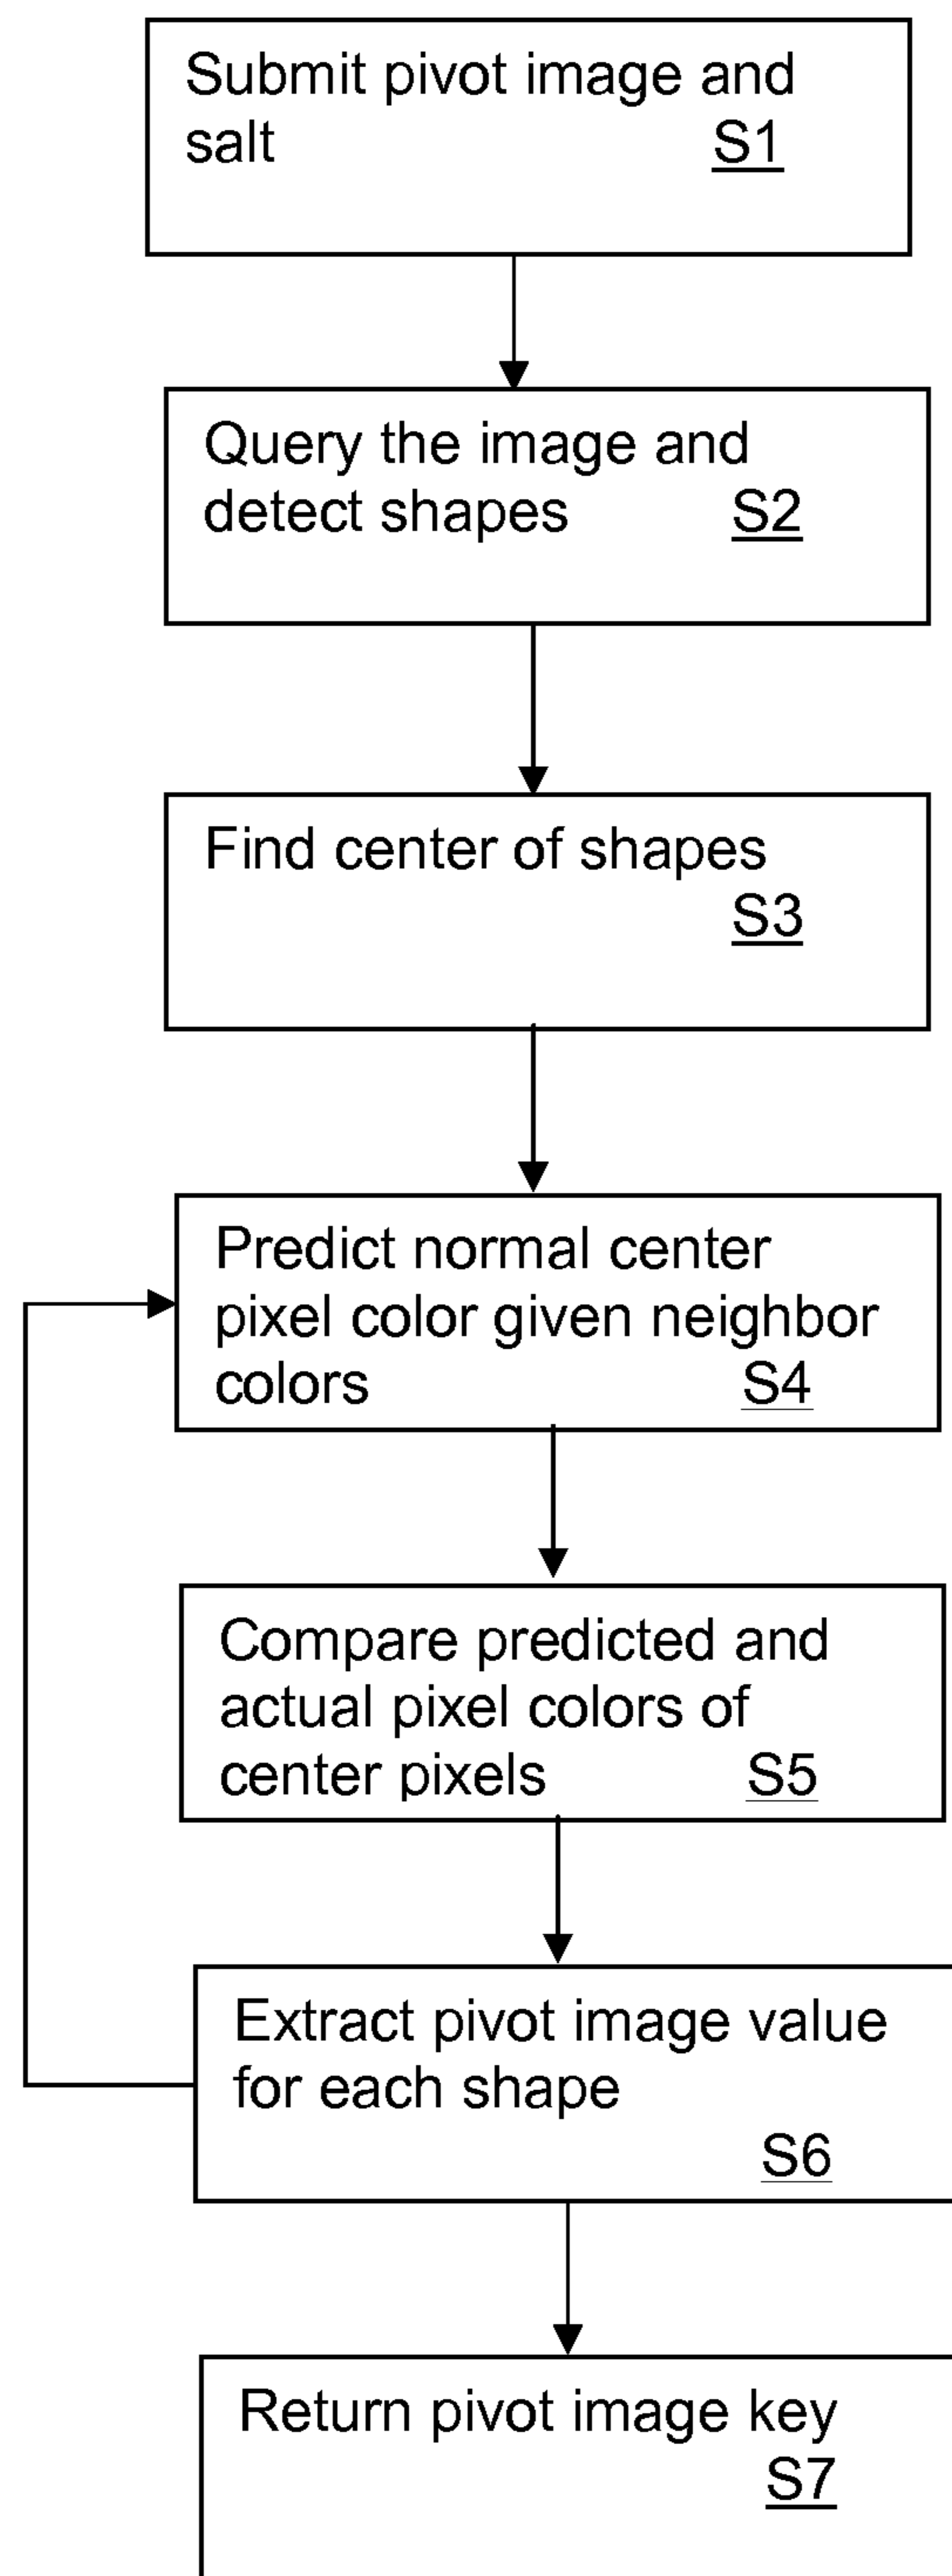 Submit pivot image and
salt S1
Query the image and
detect shapes S2
Find center of shapes
S3
Predict normal center
pixel color given neighbor
colors S4
Compare predicted and
actual pixel colors of
center pixels S5
Extract pivot image value
for each shape
S6
Return pivot image key
S7